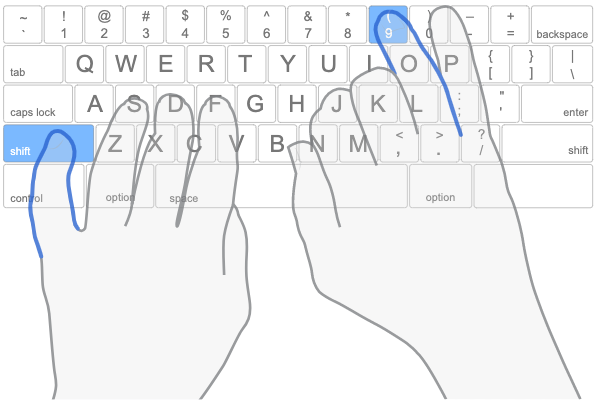 ~ ! @ # $ % ^ & * ( ) _ +
` 1 2 3 4 5 6 7 8 9 0 - = backspace
tab Q W E R T Y U I O P { [ } ] | \
caps lock A S D F G H J K L : ; " ' enter
shift Z X C V B N M < , > . ? / shift
control option space option